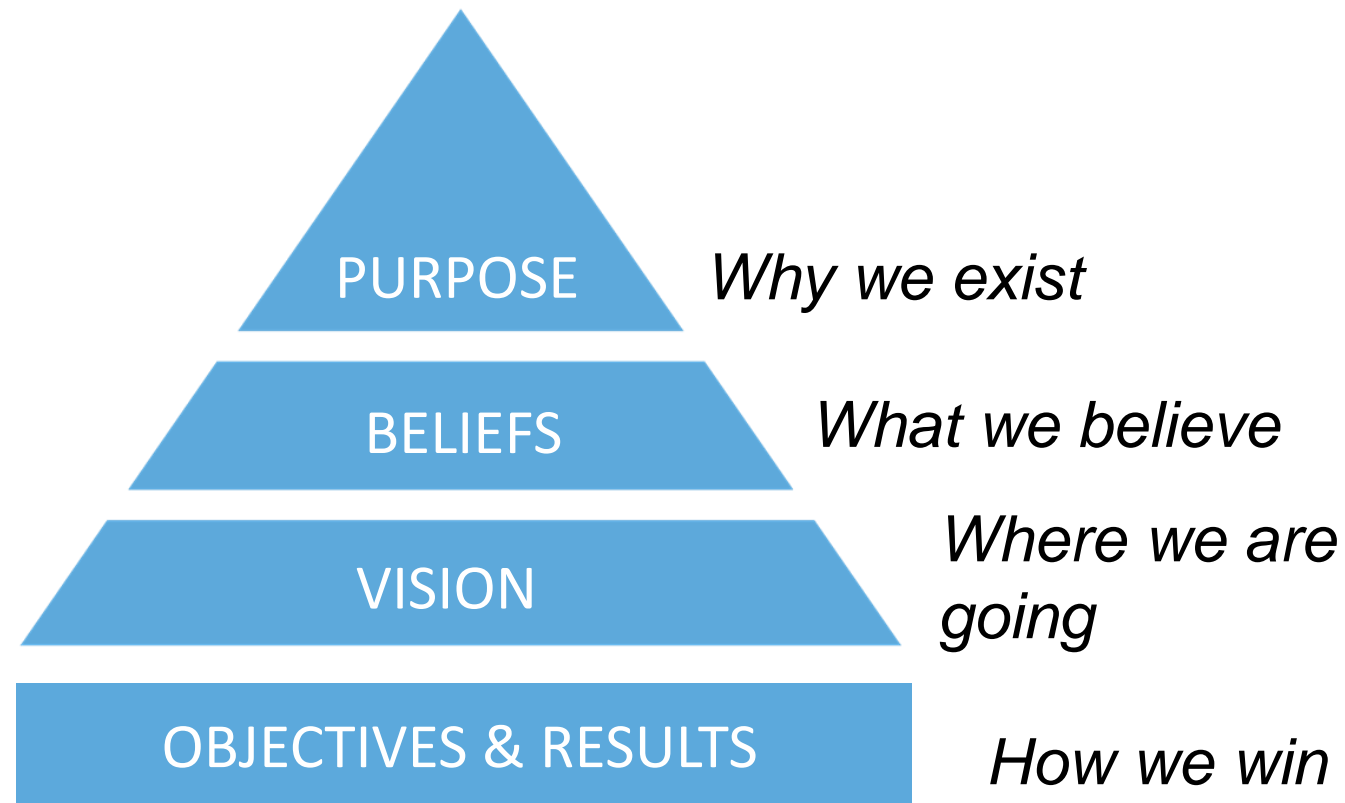 PURPOSE
Why we exist
BELIEFS
What we believe
VISION
Where we are
going
OBJECTIVES & RESULTS
How we win